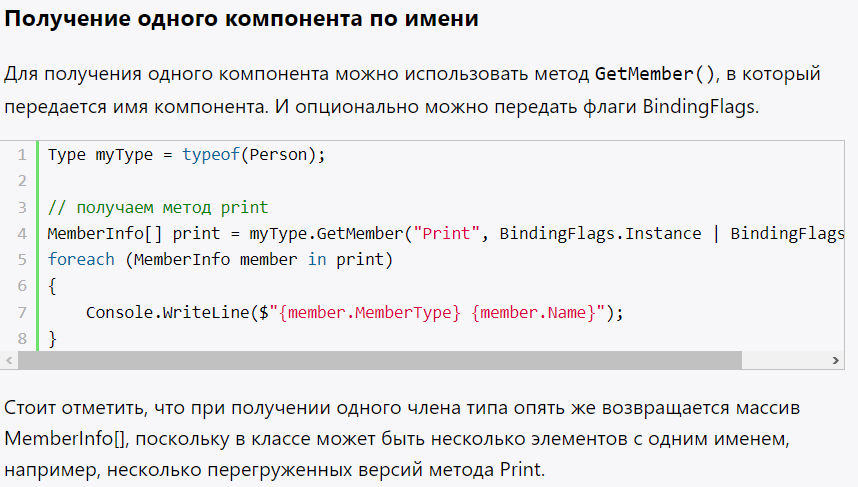 Получение одного компонента по имени
Для получения одного компонента можно использовать метод GetMember(), в который
передается имя компонента. И опционально можно передать флаги BindingFlags.
1 Type myType = typeof(Person);
2
3 // получаем метод print
4 MemberInfo[] print = myType.GetMember("Print", BindingFlags.Instance | BindingFlags
5 foreach (MemberInfo member in print)
6 {
7     Console.WriteLine($"{member.MemberType} {member.Name}");
8 }
Стоит отметить, что при получении одного члена типа опять же возвращается массив
MemberInfo[], поскольку в классе может быть несколько элементов с одним именем,
например, несколько перегруженных версий метода Print.